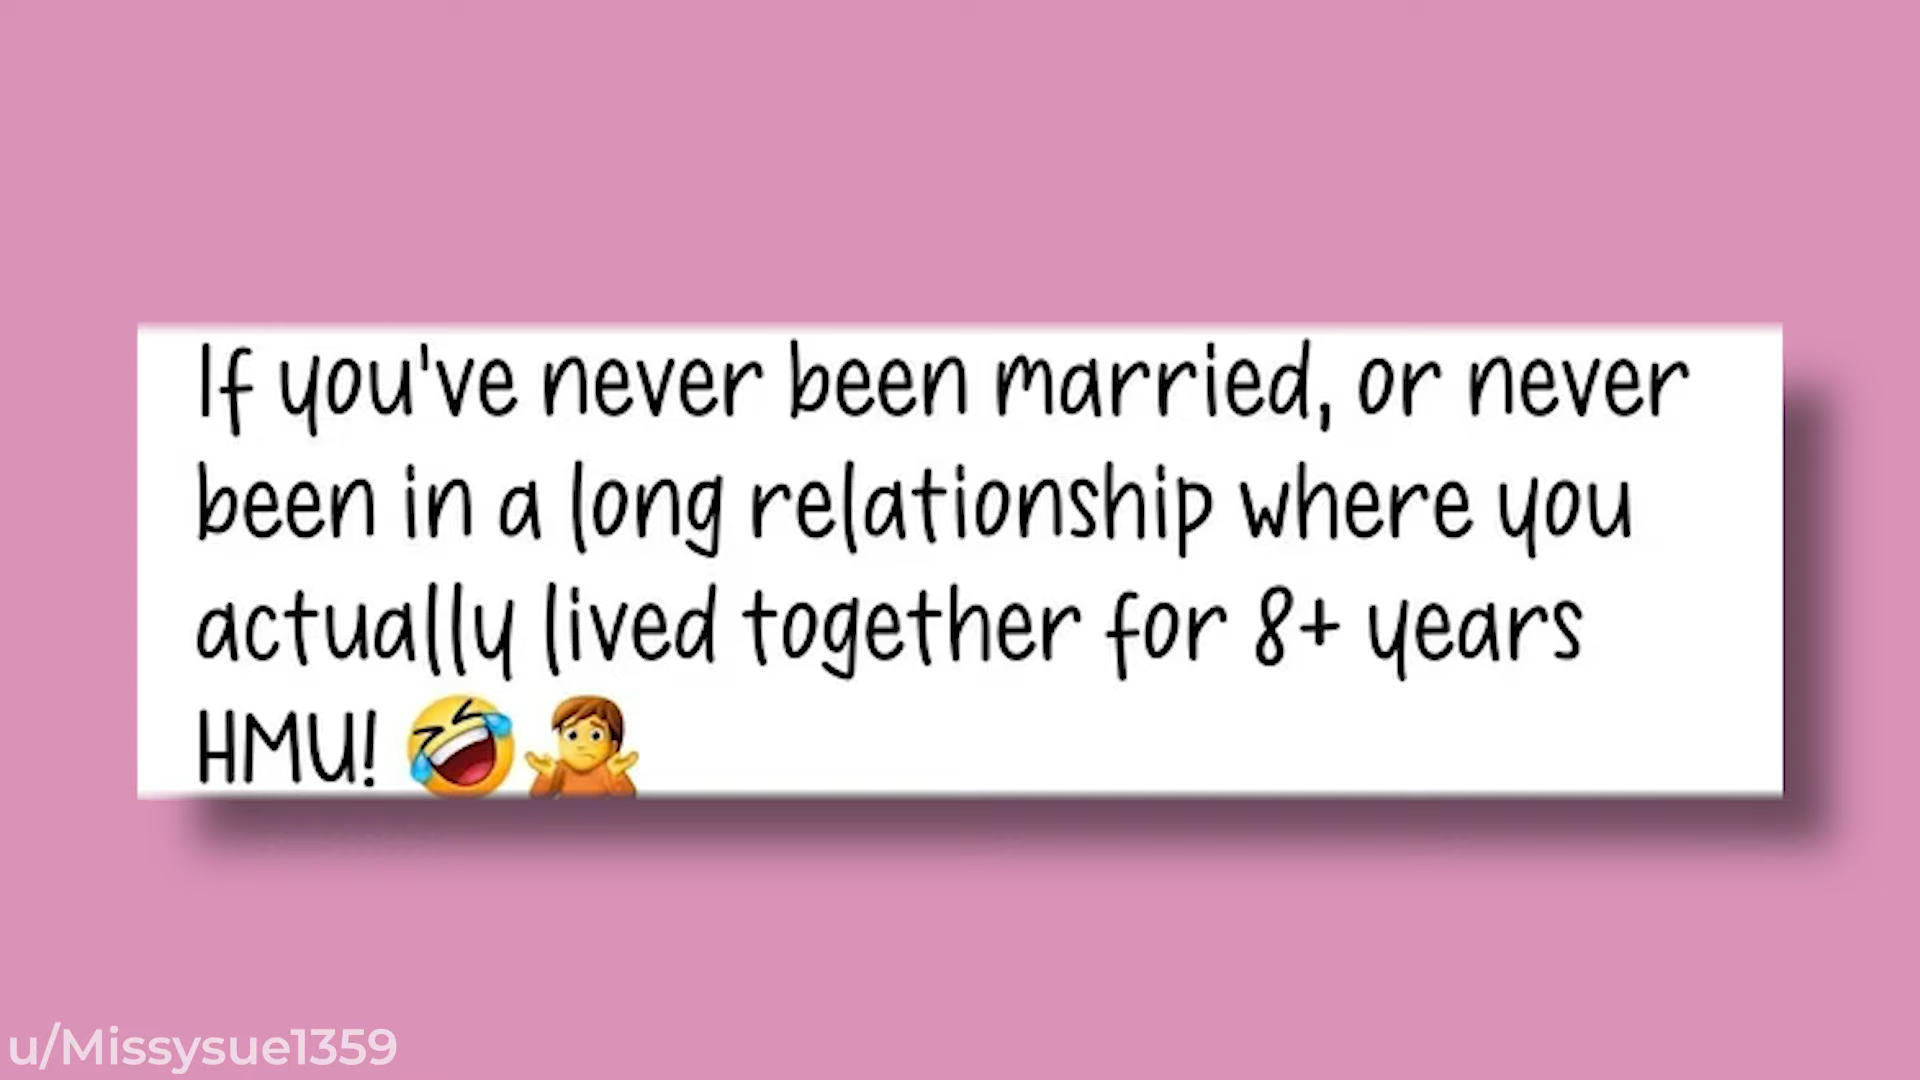 If you've never been married, or never
been in a long relationship where you
actually lived together for 8+ years
HMU! 🤣🤷
u/Missysue1359